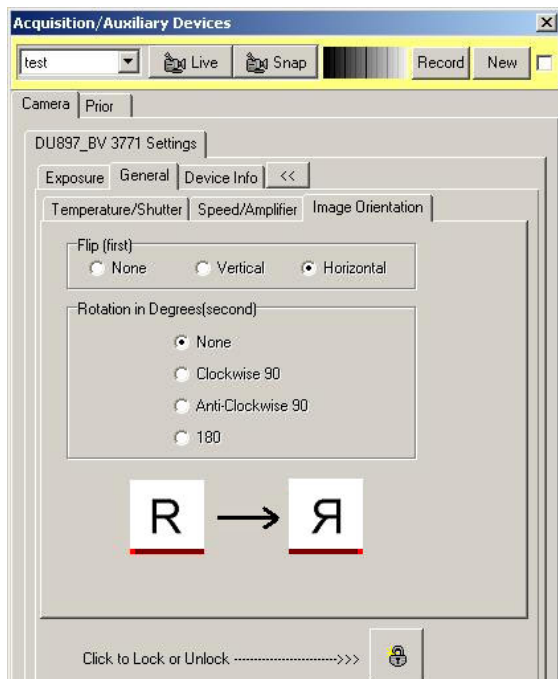 Acquisition/Auxiliary Devices
test Live Snap Record New
Camera Prior
DU897_BV 3771 Settings
Exposure General Device Info <<
Temperature/Shutter Speed/Amplifier Image Orientation
Flip (first)
None Vertical Horizontal
Rotation in Degrees(second)
None
Clockwise 90
Anti-Clockwise 90
180
R Я
Click to Lock or Unlock ----------------------->>>